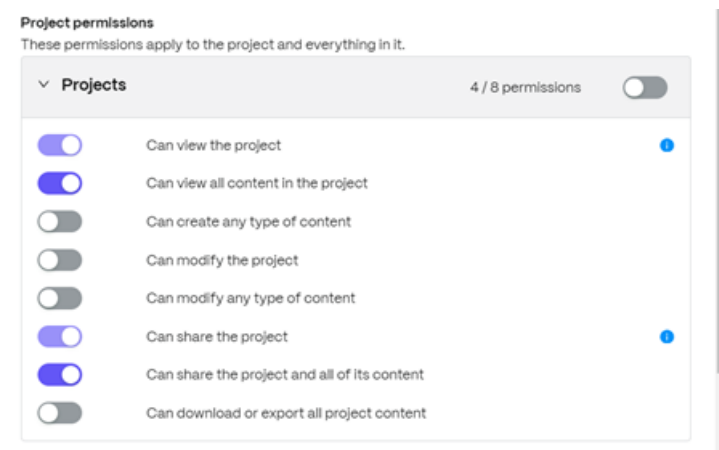 Project permissions
These permissions apply to the project and everything in it.
Projects 4 / 8 permissions
Can view the project
Can view all content in the project
Can create any type of content
Can modify the project
Can modify any type of content
Can share the project
Can share the project and all of its content
Can download or export all project content